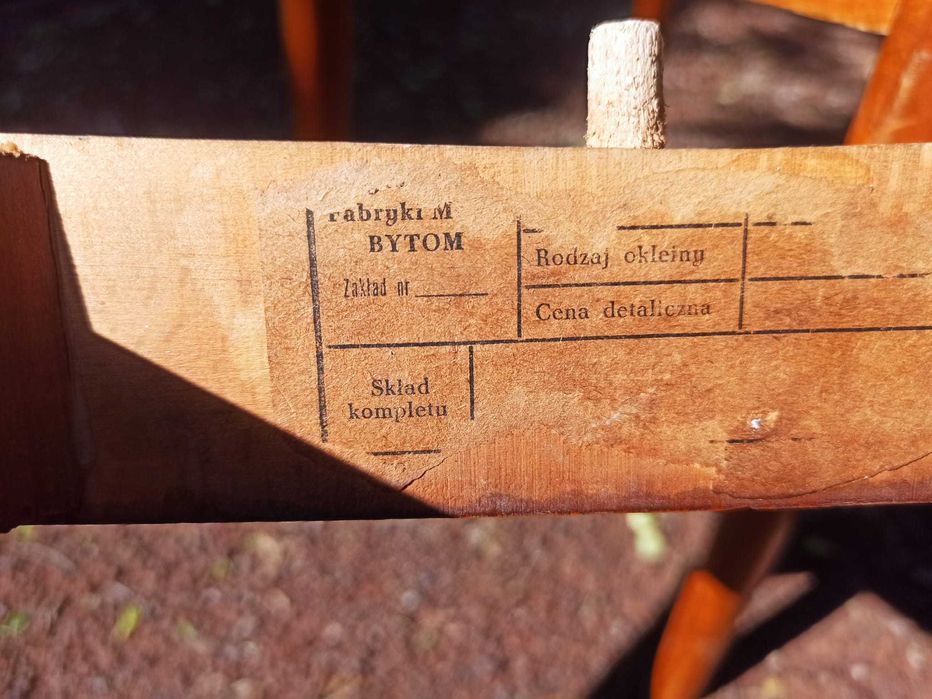 Fabryki M
BYTOM
Zakład nr
Rodzaj okleiny
Cena detaliczna
Skład
kompletu